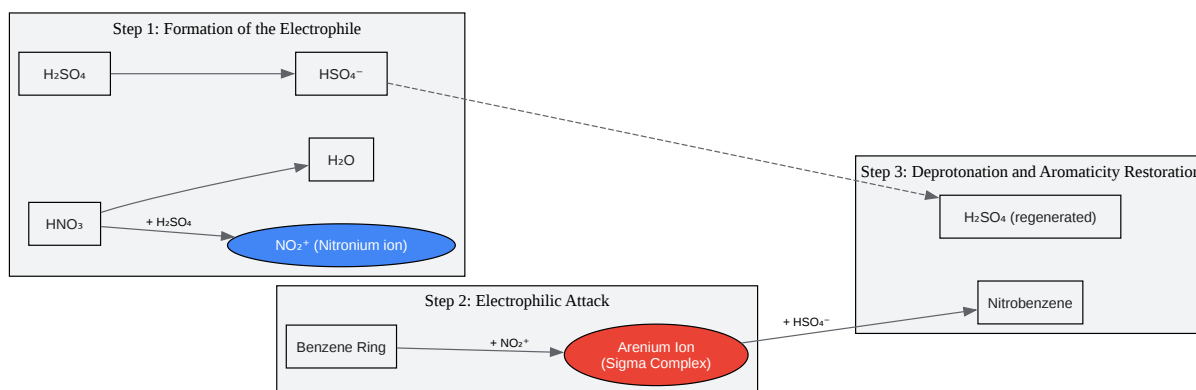 Step 1: Formation of the Electrophile
H₂SO₄
HSO₄⁻
H₂O
HNO₃
+ H₂SO₄
NO₂⁺ (Nitronium ion)
Step 2: Electrophilic Attack
Benzene Ring
+ NO₂⁺
Arenium Ion
(Sigma Complex)
+ HSO₄⁻
Step 3: Deprotonation and Aromaticity Restoration
H₂SO₄ (regenerated)
Nitrobenzene